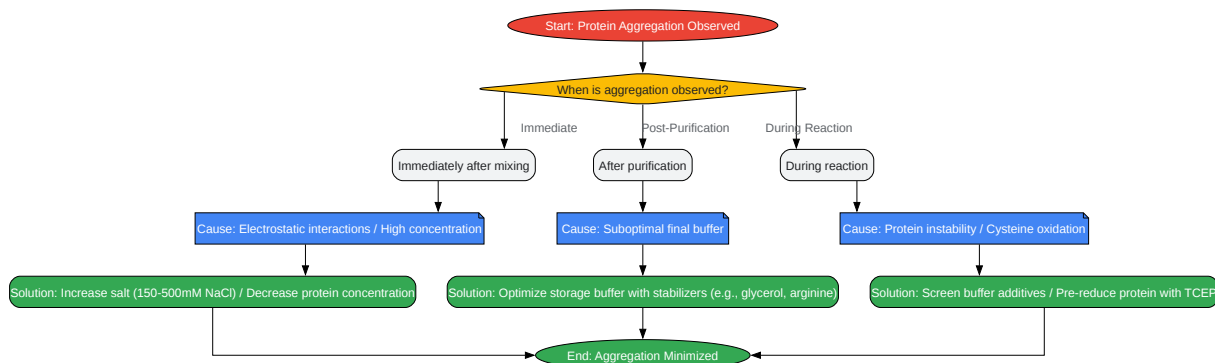 Start: Protein Aggregation Observed
When is aggregation observed?
Immediate
Post-Purification
During Reaction
Immediately after mixing
After purification
During reaction
Cause: Electrostatic interactions / High concentration
Cause: Suboptimal final buffer
Cause: Protein instability / Cysteine oxidation
Solution: Increase salt (150-500mM NaCl) / Decrease protein concentration
Solution: Optimize storage buffer with stabilizers (e.g., glycerol, arginine)
Solution: Screen buffer additives / Pre-reduce protein with TCEP
End: Aggregation Minimized